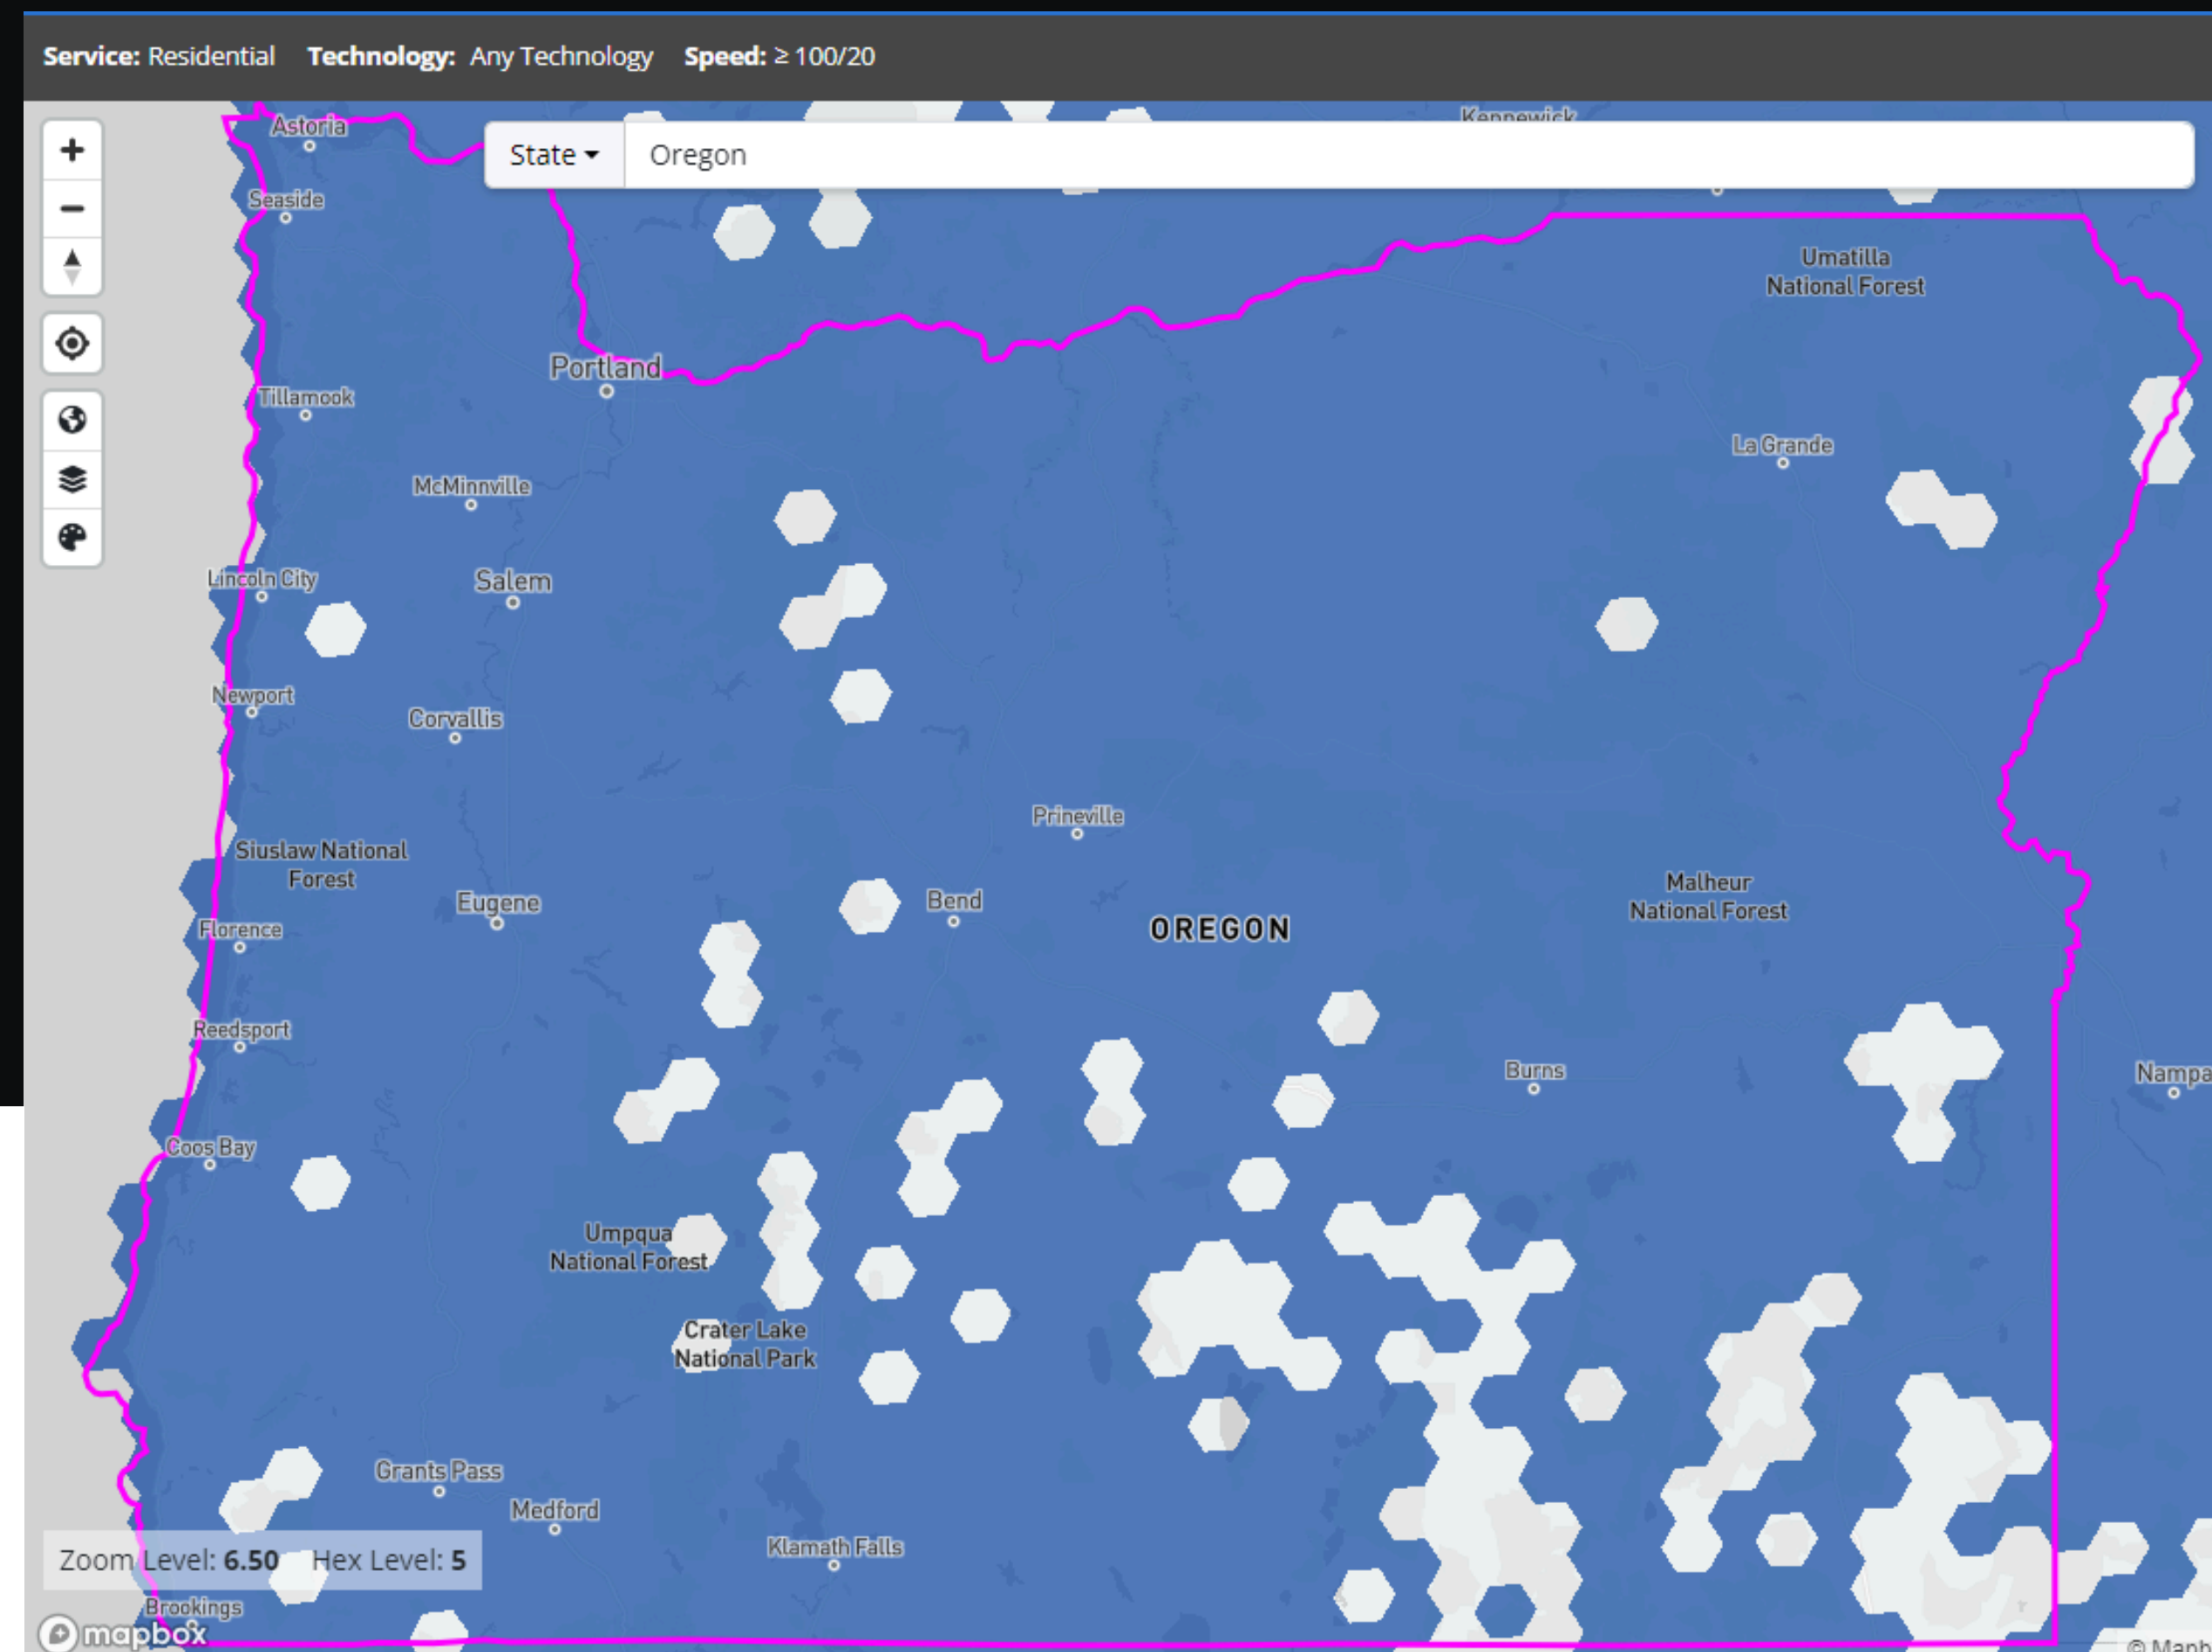 Service: Residential Technology: Any Technology Speed: ≥ 100/20
State Oregon
Kennewick
Astoria
Seaside
Umatilla
National Forest
Portland
Tillamook
La Grande
McMinnville
Lincoln City
Salem
Newport
Corvallis
Prineville
Siuslaw National
Forest
Malheur
National Forest
Eugene
Bend
OREGON
Florence
Reedsport
Burns
Nampa
Coos Bay
Umpqua
National Forest
Crater Lake
National Park
Grants Pass
Medford
Klamath Falls
Zoom Level: 6.50 Hex Level: 5
Brookings
mapbox